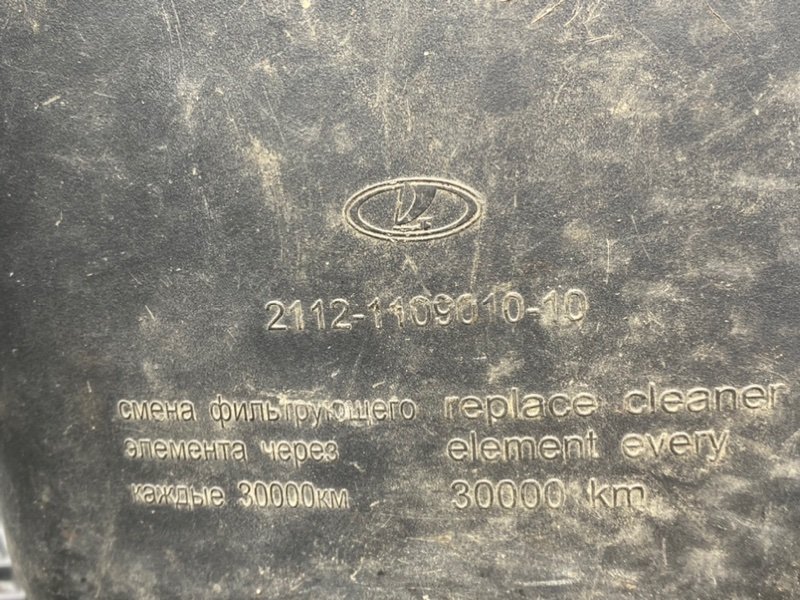 2112-1109010-10
смена фильтрующего
элемента через
каждые 30000км
replace cleaner
element every
30000 km